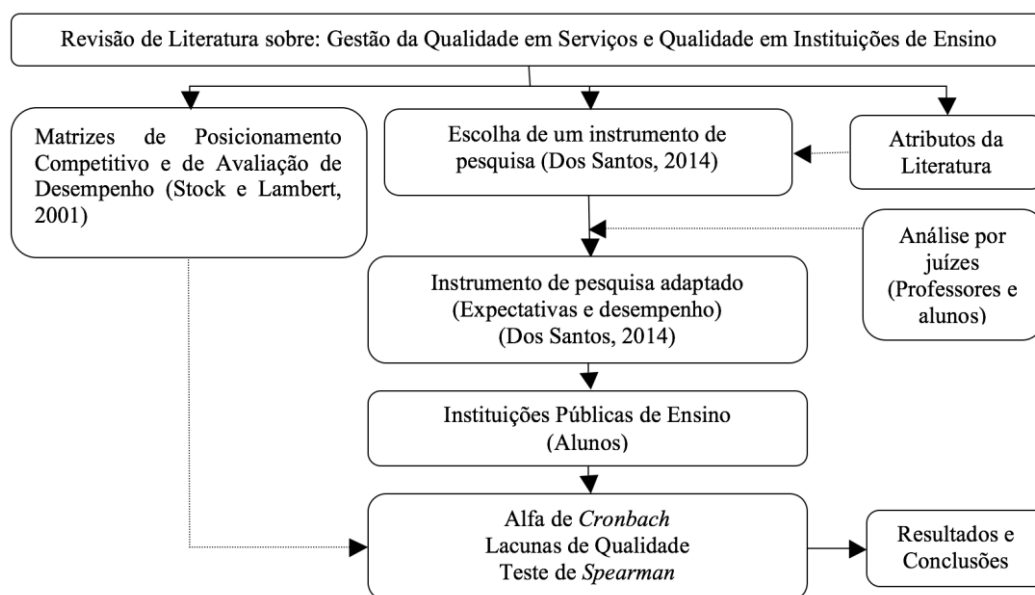 Revisão de Literatura sobre: Gestão da Qualidade em Serviços e Qualidade em Instituições de Ensino
Matrizes de Posicionamento
Competitivo e de Avaliação de
Desempenho (Stock e Lambert,
2001)
Escolha de um instrumento de
pesquisa (Dos Santos, 2014)
Atributos da
Literatura
Análise por
juízes
(Professores e
alunos)
Instrumento de pesquisa adaptado
(Expectativas e desempenho)
(Dos Santos, 2014)
Instituições Públicas de Ensino
(Alunos)
Alfa de Cronbach
Lacunas de Qualidade
Teste de Spearman
Resultados e
Conclusões